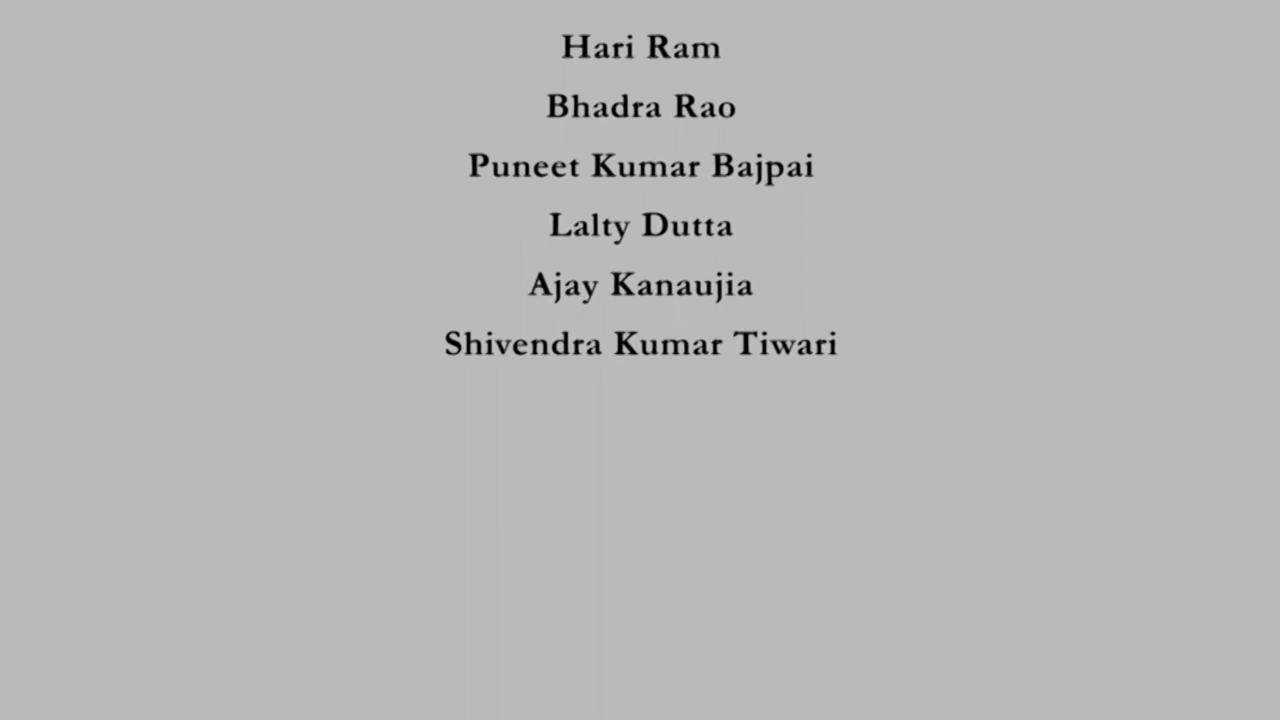 Hari Ram
Bhadra Rao
Puneet Kumar Bajpai
Lalty Dutta
Ajay Kanaujia
Shivendra Kumar Tiwari